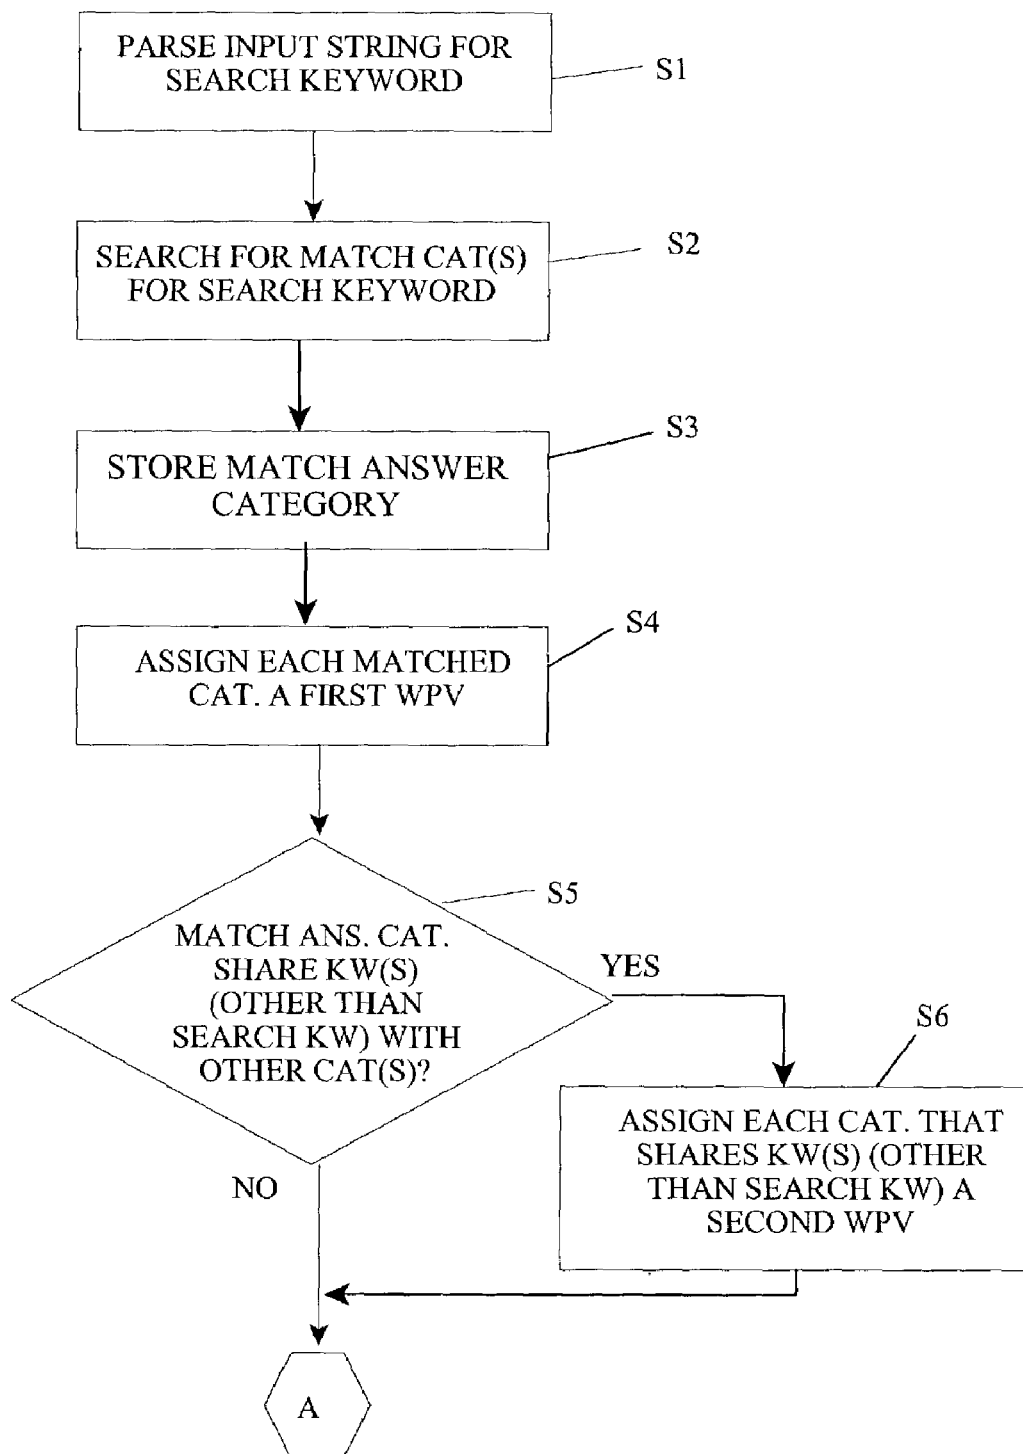 PARSE INPUT STRING FOR
SEARCH KEYWORD
S1
SEARCH FOR MATCH CAT(S)
FOR SEARCH KEYWORD
S2
STORE MATCH ANSWER
CATEGORY
S3
ASSIGN EACH MATCHED
CAT. A FIRST WPV
S4
MATCH ANS. CAT.
SHARE KW(S)
(OTHER THAN
SEARCH KW) WITH
OTHER CAT(S)?
S5
YES
S6
ASSIGN EACH CAT. THAT
SHARES KW(S) (OTHER
THAN SEARCH KW) A
SECOND WPV
NO
A